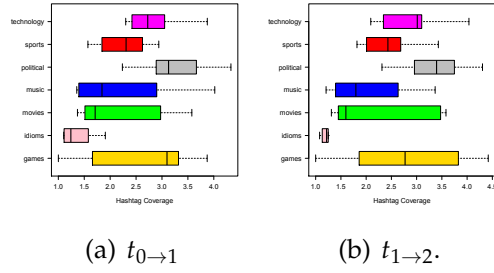 technology
sports
political
music
movies
idioms
games
1.0 1.5 2.0 2.5 3.0 3.5 4.0
Hashtag Coverage
(a) t0→1
technology
sports
political
music
movies
idioms
games
1.0 1.5 2.0 2.5 3.0 3.5 4.0 4.5
Hashtag Coverage
(b) t1→2.